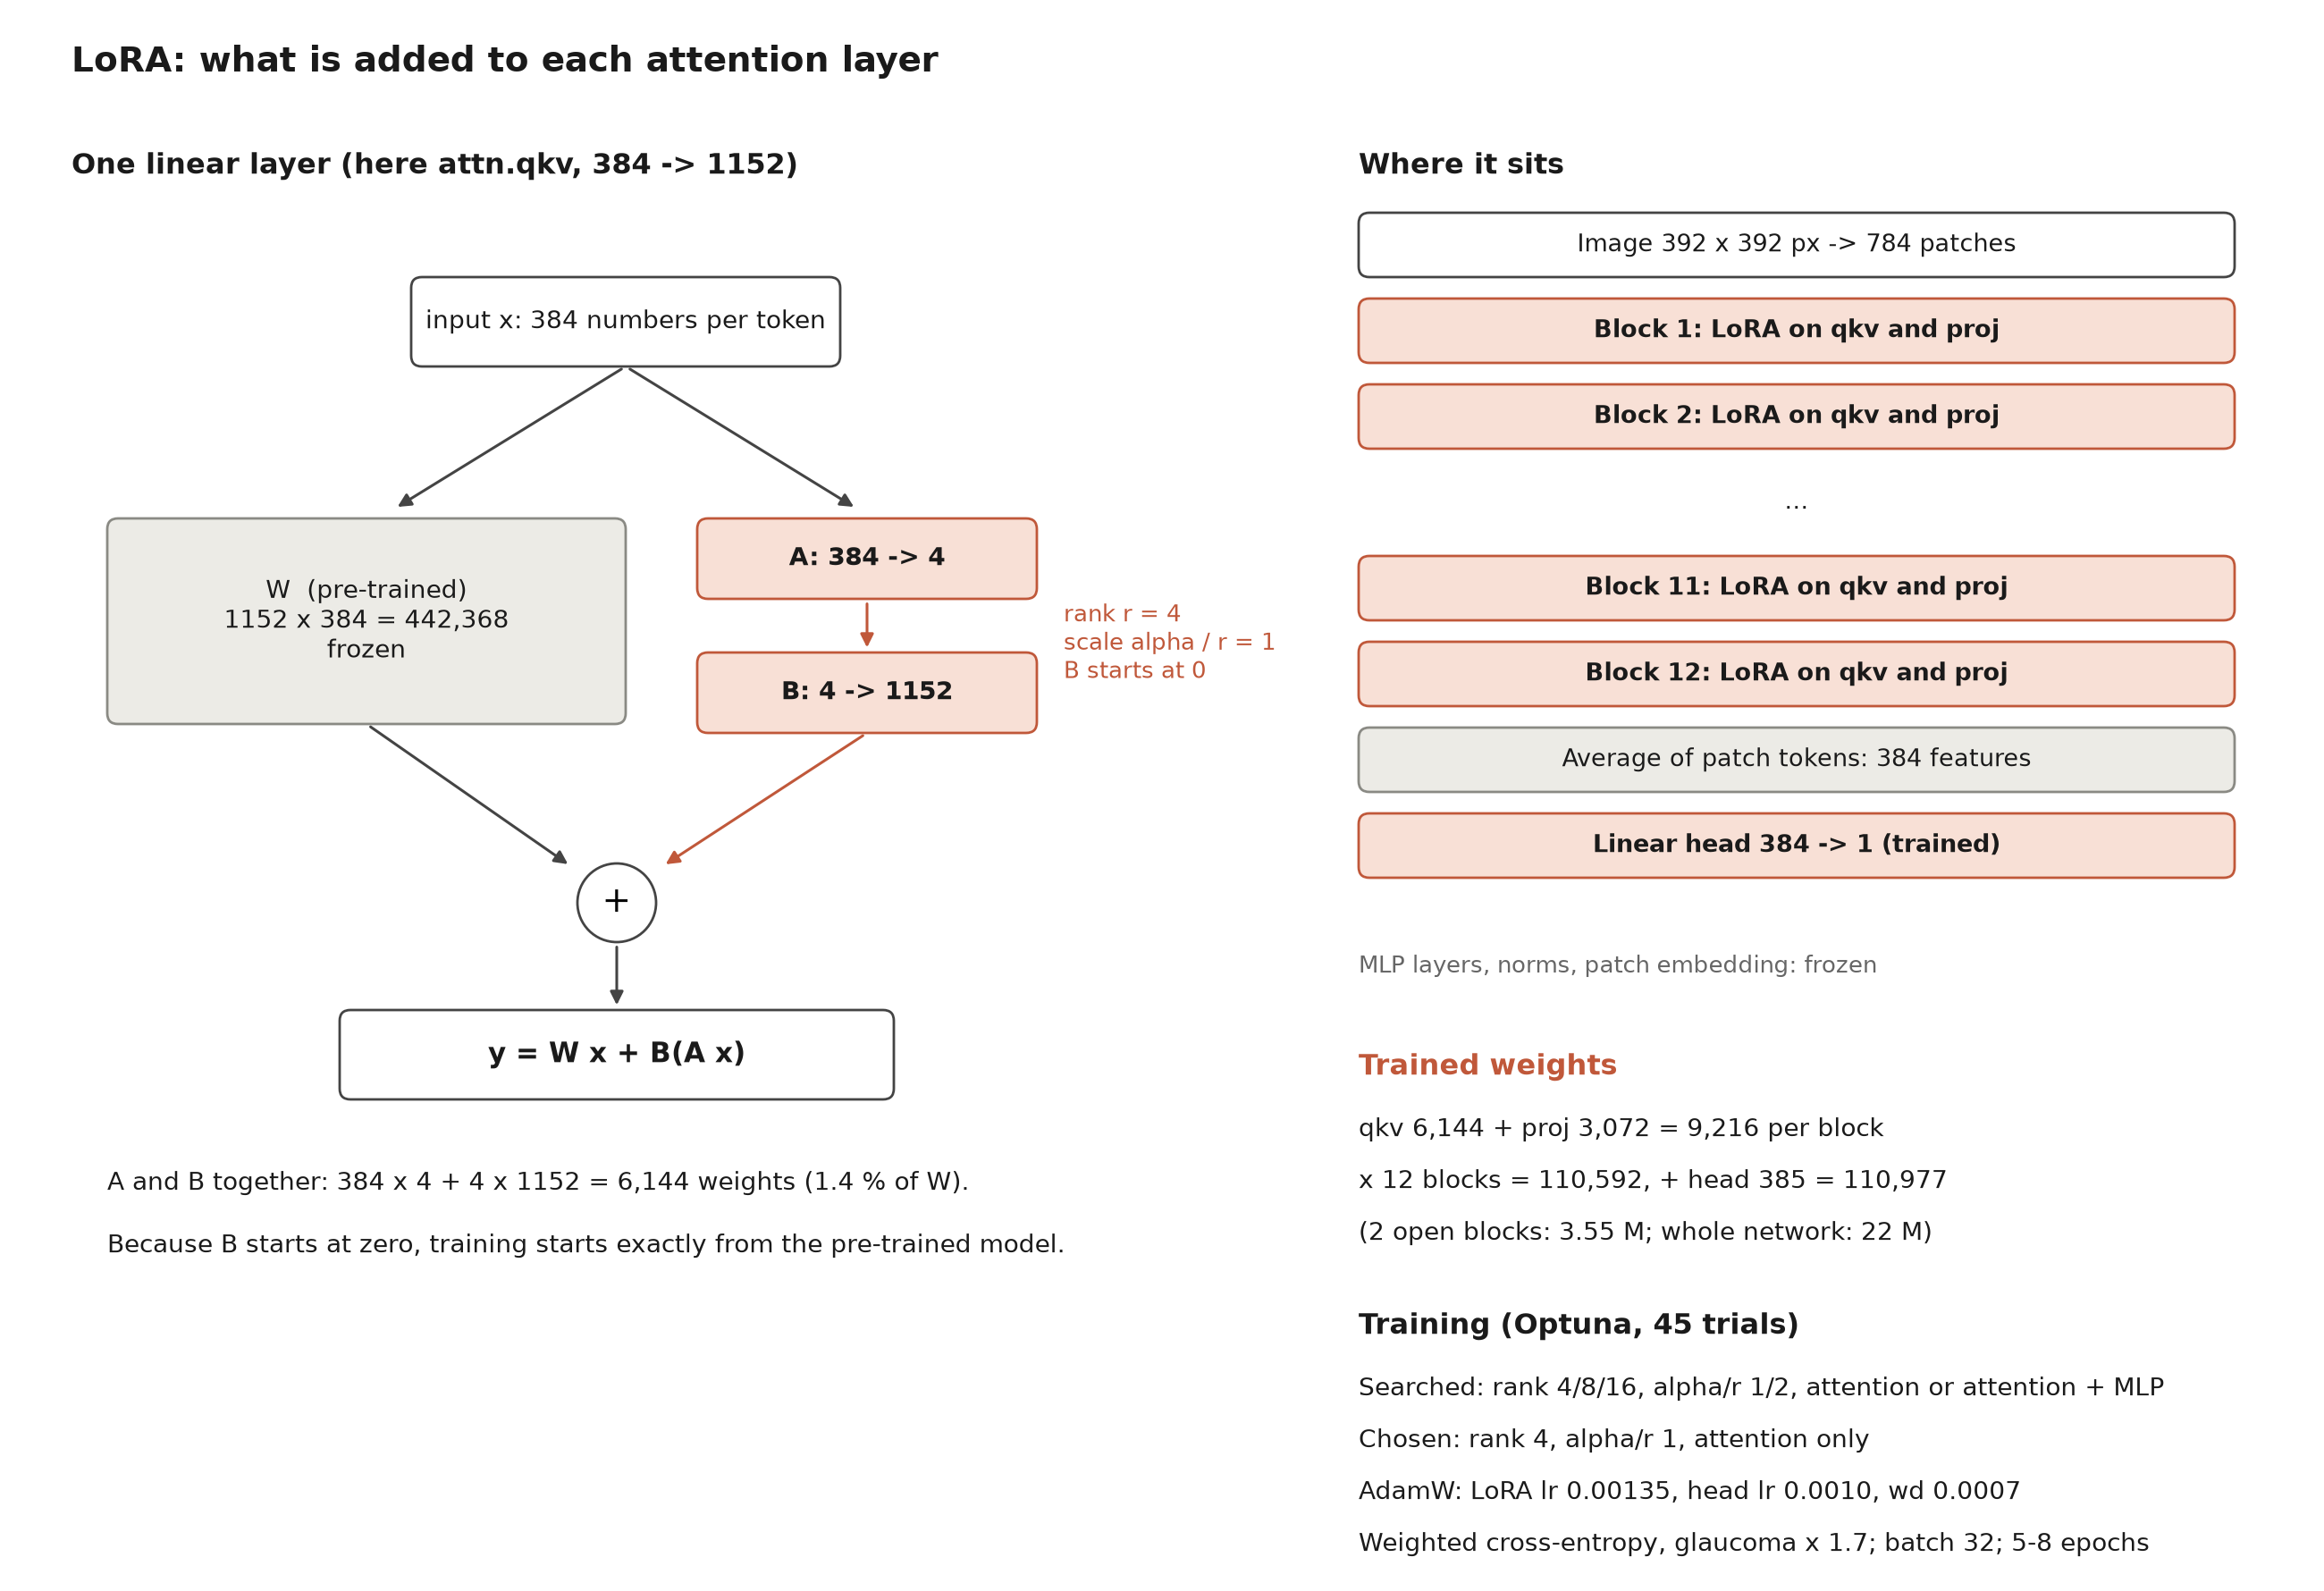 LoRA: what is added to each attention layer
One linear layer (here attn.qkv, 384 -> 1152)
input x: 384 numbers per token
W (pre-trained)
1152 x 384 = 442,368
frozen
A: 384 -> 4
B: 4 -> 1152
rank r = 4
scale alpha / r = 1
B starts at 0
+
y = W x + B(A x)
A and B together: 384 x 4 + 4 x 1152 = 6,144 weights (1.4 % of W).
Because B starts at zero, training starts exactly from the pre-trained model.
Where it sits
Image 392 x 392 px -> 784 patches
Block 1: LoRA on qkv and proj
Block 2: LoRA on qkv and proj
...
Block 11: LoRA on qkv and proj
Block 12: LoRA on qkv and proj
Average of patch tokens: 384 features
Linear head 384 -> 1 (trained)
MLP layers, norms, patch embedding: frozen
Trained weights
qkv 6,144 + proj 3,072 = 9,216 per block
x 12 blocks = 110,592, + head 385 = 110,977
(2 open blocks: 3.55 M; whole network: 22 M)
Training (Optuna, 45 trials)
Searched: rank 4/8/16, alpha/r 1/2, attention or attention + MLP
Chosen: rank 4, alpha/r 1, attention only
AdamW: LoRA lr 0.00135, head lr 0.0010, wd 0.0007
Weighted cross-entropy, glaucoma x 1.7; batch 32; 5-8 epochs